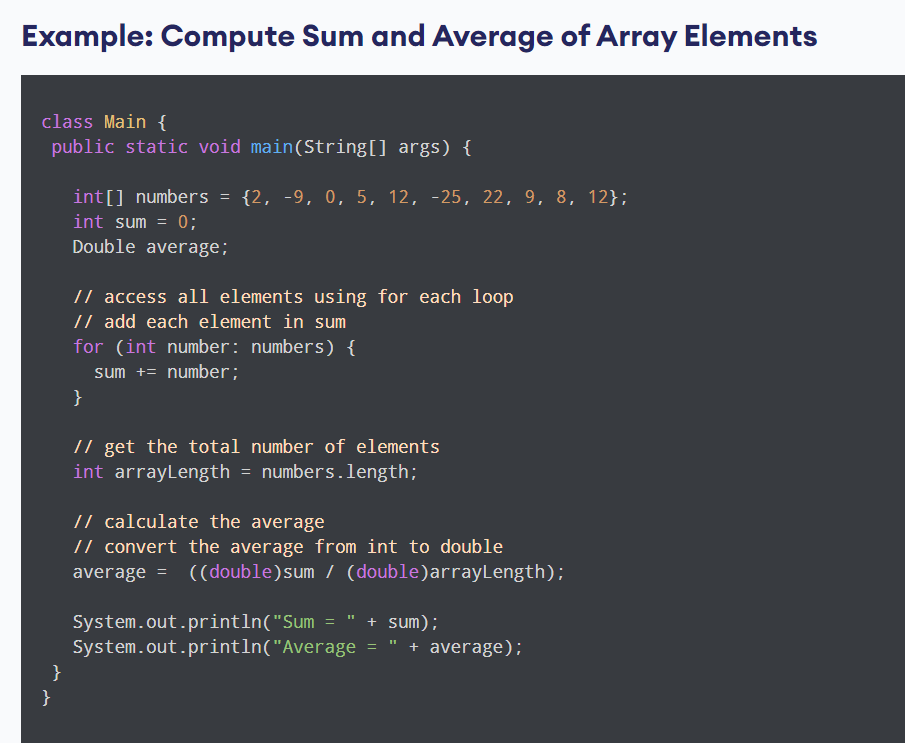 Example: Compute Sum and Average of Array Elements
class Main {
 public static void main(String[] args) {
   int[] numbers = {2, -9, 0, 5, 12, -25, 22, 9, 8, 12};
   int sum = 0;
   Double average;
   // access all elements using for each loop
   // add each element in sum
   for (int number: numbers) {
     sum += number;
   }
   // get the total number of elements
   int arrayLength = numbers.length;
   // calculate the average
   // convert the average from int to double
   average =  ((double)sum / (double)arrayLength);
   System.out.println("Sum = " + sum);
   System.out.println("Average = " + average);
 }
}